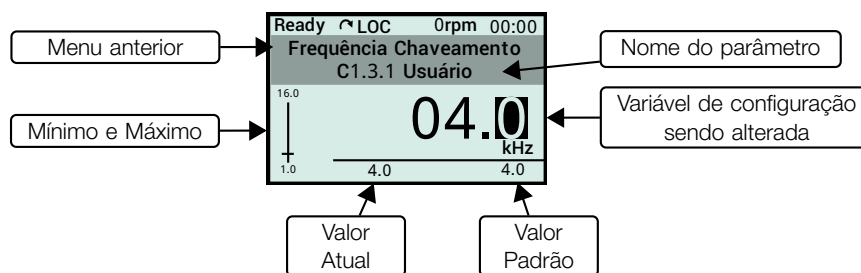 Ready LOC 0rpm 00:00
Menu anterior
Frequência Chaveamento
C1.3.1 Usuário
Nome do parâmetro
16.0
04.0
kHz
Variável de configuração
sendo alterada
Mínimo e Máximo
1.0
4.0 4.0
Valor
Atual
Valor
Padrão